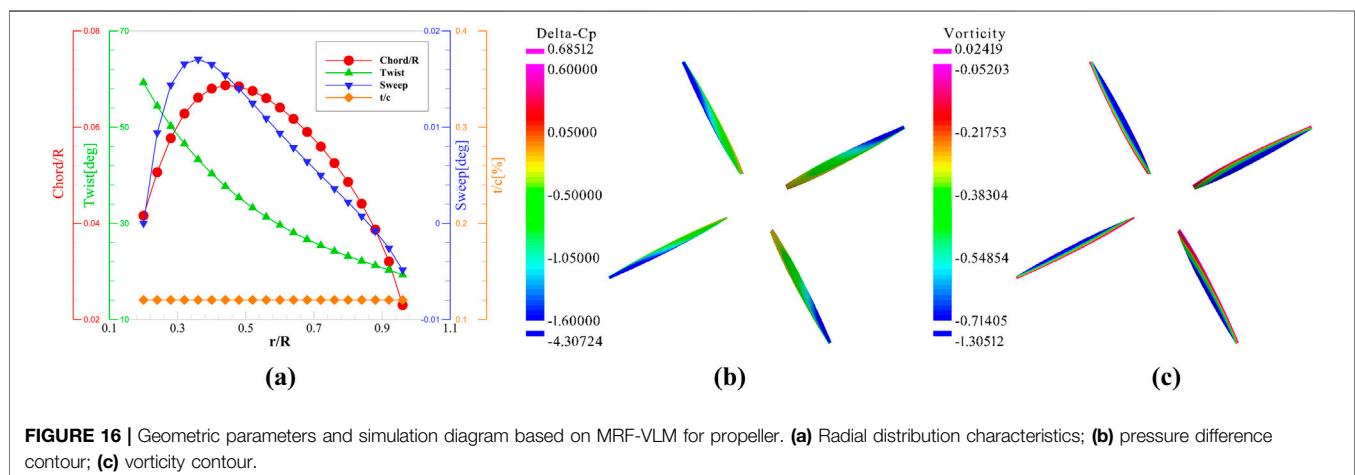 0.08
70
0.02
0.4
Chord/R
Twist
Sweep
t/c
0.06
50
0.01
0.3
Chord/R
Twist[deg]
Sweep[deg]
t/c[%]
0.04
30
0
0.2
0.02
10
-0.01
0.1
0.1
0.3
0.5
0.7
0.9
1.1
r/R
(a)
Delta-Cp
0.68512
0.60000
0.05000
-0.50000
-1.05000
-1.60000
-4.30724
(b)
Vorticity
0.02419
-0.05203
-0.21753
-0.38304
-0.54854
-0.71405
-1.30512
(c)
FIGURE 16 | Geometric parameters and simulation diagram based on MRF-VLM for propeller. (a) Radial distribution characteristics; (b) pressure difference
contour; (c) vorticity contour.